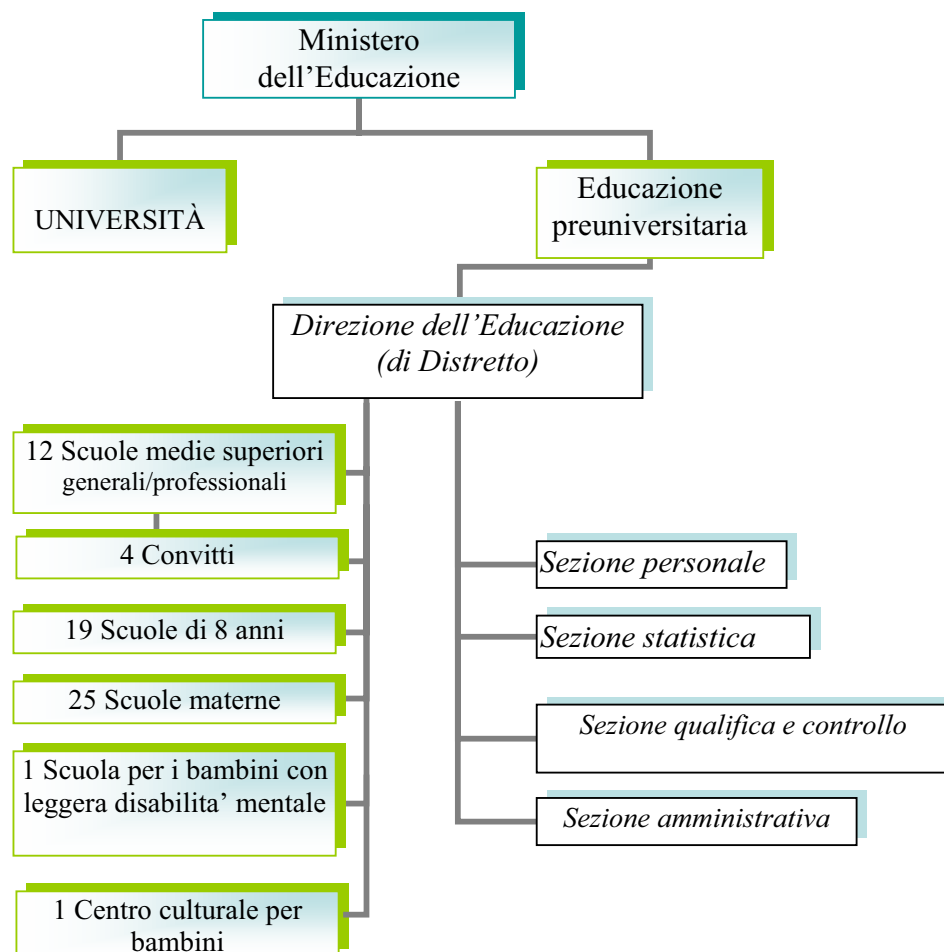 Ministero
dell’Educazione
UNIVERSITÀ
Educazione
preuniversitaria
Direzione dell’Educazione
(di Distretto)
12 Scuole medie superiori
generali/professionali
4 Convitti
19 Scuole di 8 anni
25 Scuole materne
1 Scuola per i bambini con
leggera disabilita’ mentale
1 Centro culturale per
bambini
Sezione personale
Sezione statistica
Sezione qualifica e controllo
Sezione amministrativa